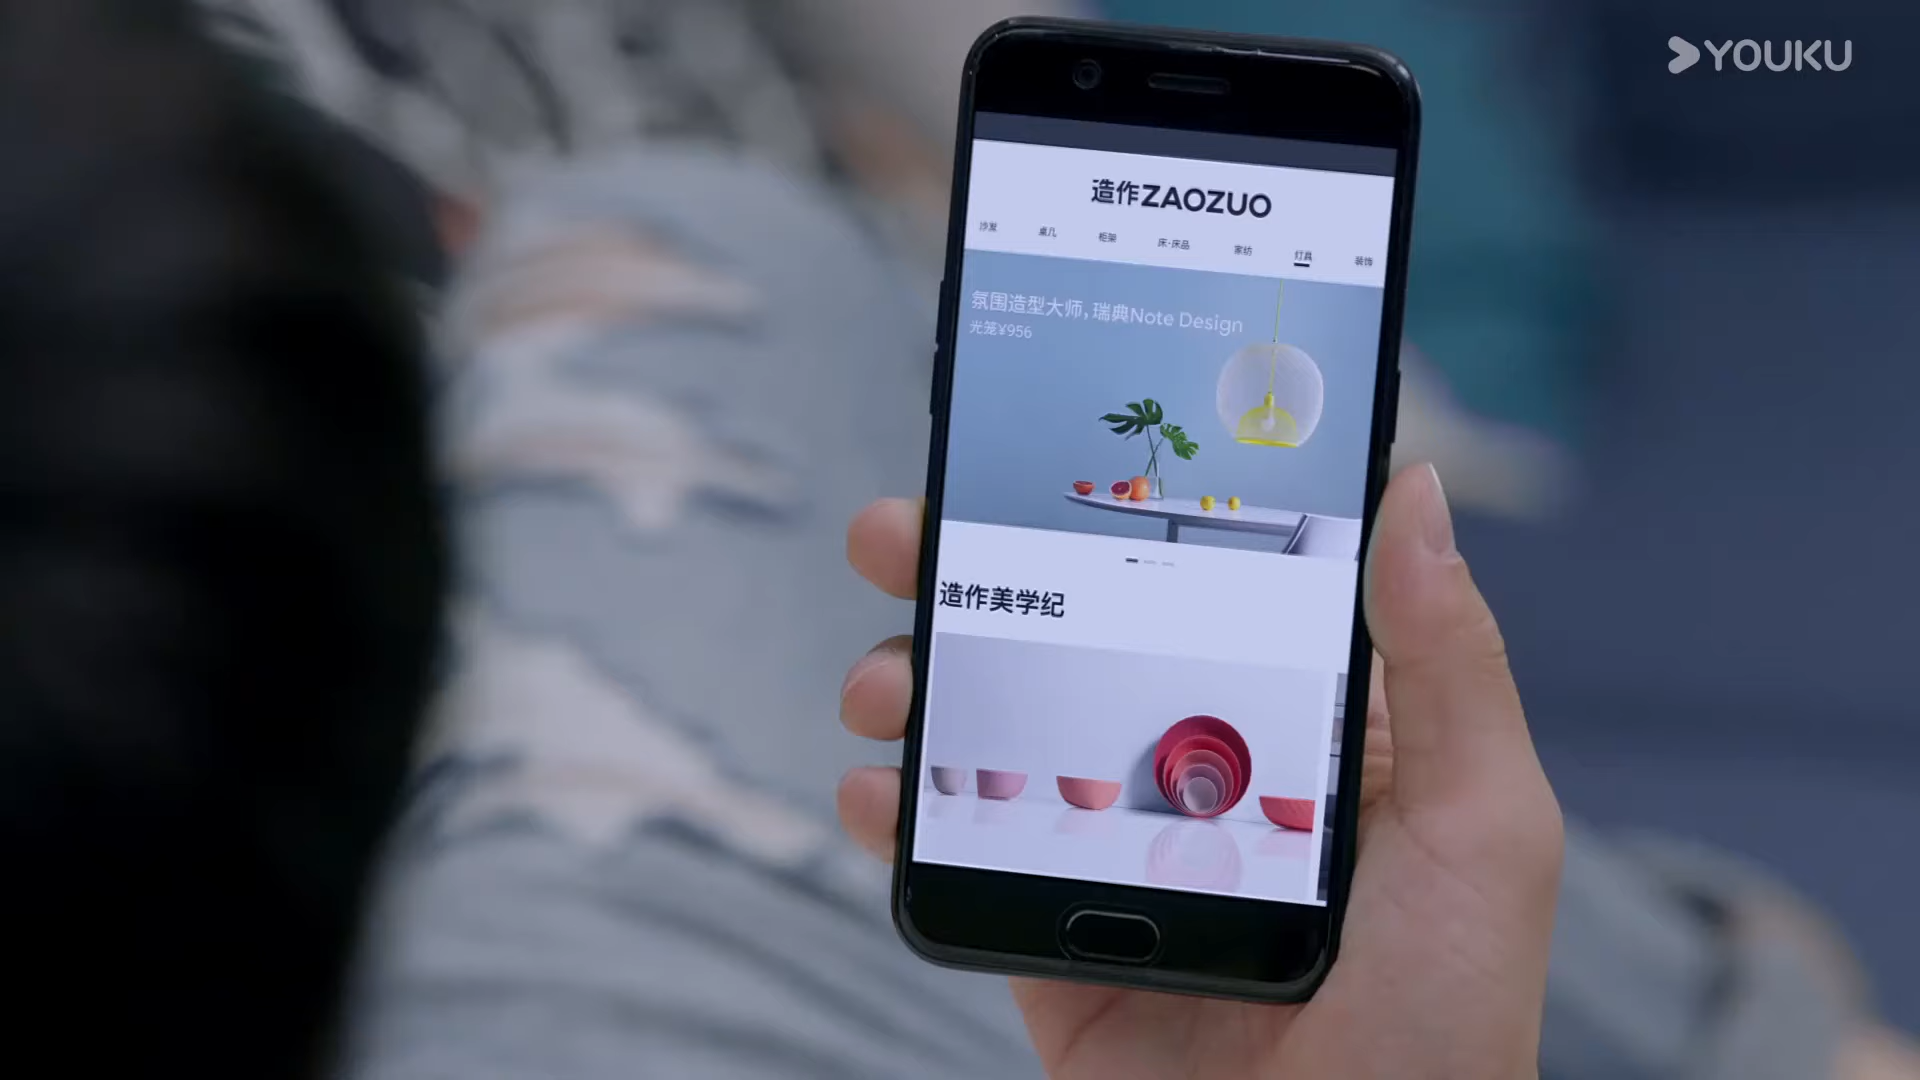 YOUKU
造作ZAOZUO
沙发 桌几 柜架 床·床品 家纺 灯具 装饰
氛围造型大师,瑞典Note Design
光笼¥956
造作美学纪